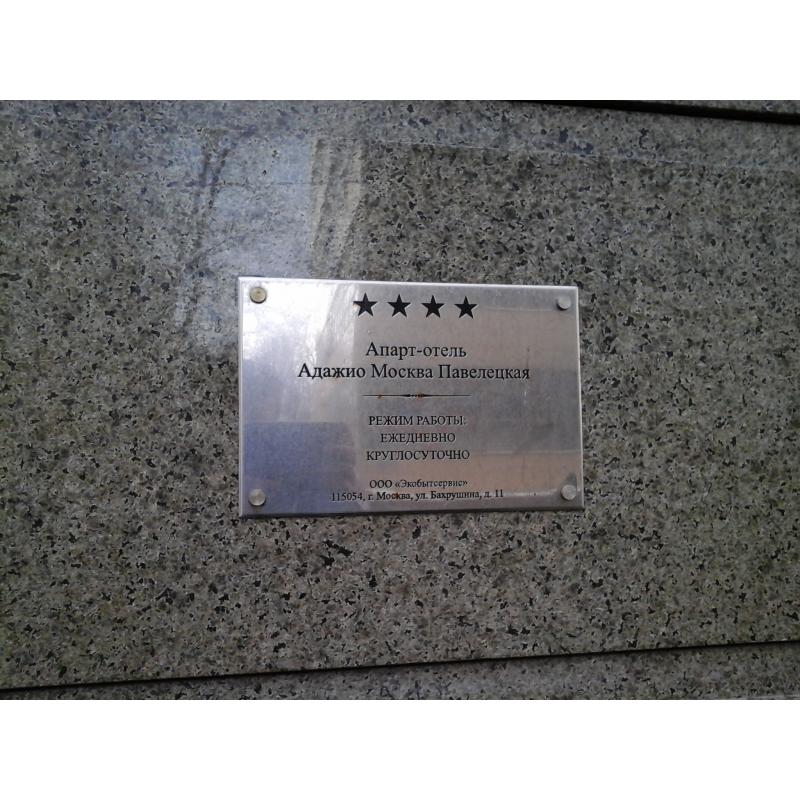 ★★★★
Апарт-отель
Адажио Москва Павелецкая
РЕЖИМ РАБОТЫ:
ЕЖЕДНЕВНО
КРУГЛОСУТОЧНО
ООО «Экобытсервис»
115054, г. Москва, ул. Бахрушина, д. 11